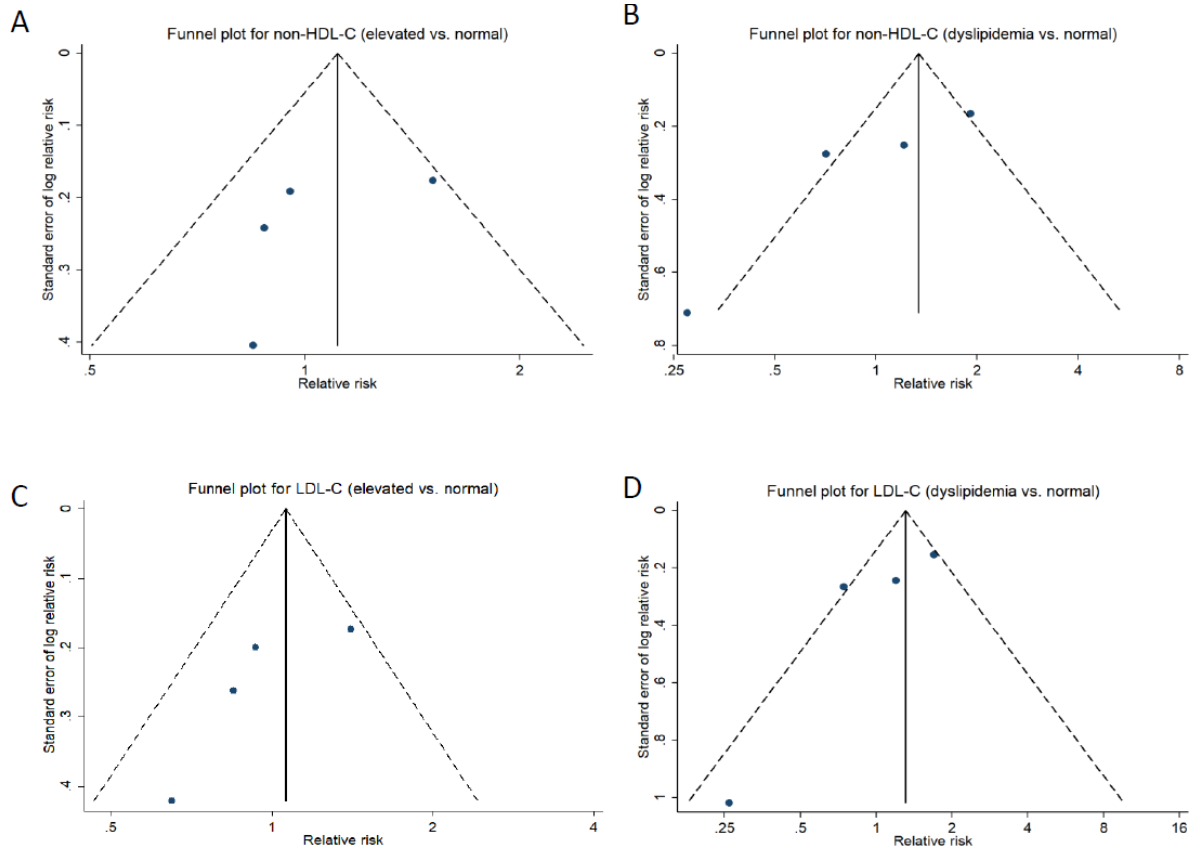 A
Funnel plot for non-HDL-C (elevated vs. normal)
Standard error of log relative risk
0
.1
.2
.3
.4
.5
1
2
Relative risk
B
Funnel plot for non-HDL-C (dyslipidemia vs. normal)
Standard error of log relative risk
0
.2
.4
.6
.8
.25
.5
1
2
4
8
Relative risk
C
Funnel plot for LDL-C (elevated vs. normal)
Standard error of log relative risk
0
.1
.2
.3
.4
.5
1
2
4
Relative risk
D
Funnel plot for LDL-C (dyslipidemia vs. normal)
Standard error of log relative risk
0
.2
.4
.6
.8
1
.25
.5
1
2
4
8
16
Relative risk